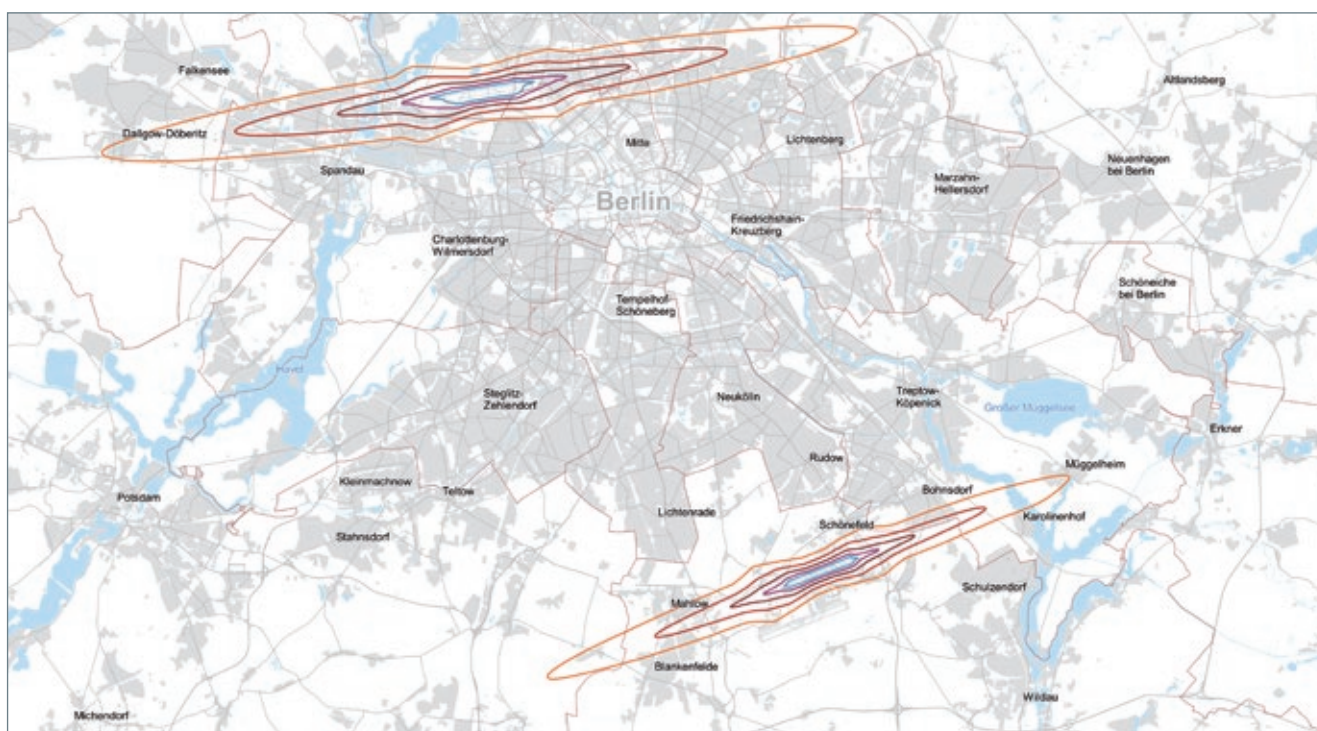 Falkensee
Altlandsberg
Dallgow-Döberitz
Mitte
Lichtenberg
Spandau
Neuenhagen
bei Berlin
Marzahn-
Hellersdorf
Berlin
Friedrichshain-
Kreuzberg
Charlottenburg-
Wilmersdorf
Schöneiche
bei Berlin
Tempelhof-
Schöneberg
Havel
Steglitz-
Zehlendorf
Neukölln
Treptow-
Köpenick
Großer Müggelsee
Erkner
Rudow
Müggelheim
Kleinmachnow
Teltow
Bohnsdorf
Potsdam
Lichtenrade
Karolinenhof
Schönefeld
Stahnsdorf
Schulzendorf
Mahlow
Blankenfelde
Wildau
Michendorf